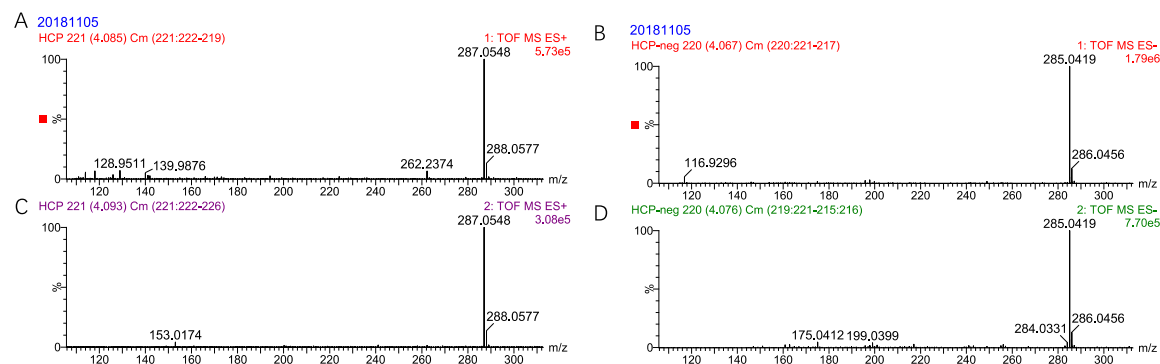 A
20181105
HCP 221 (4.085) Cm (221:222-219)
1: TOF MS ES+
5.73e5
100
%
0
287.0548
288.0577
128.9511
139.9876
262.2374
120 140 160 180 200 220 240 260 280 300 m/z
B
20181105
HCP-neg 220 (4.067) Cm (220:221-217)
1: TOF MS ES-
1.79e6
100
%
0
285.0419
286.0456
116.9296
120 140 160 180 200 220 240 260 280 300 m/z
C
HCP 221 (4.093) Cm (221:222-226)
2: TOF MS ES+
3.08e5
100
%
0
287.0548
288.0577
153.0174
120 140 160 180 200 220 240 260 280 300 m/z
D
HCP-neg 220 (4.076) Cm (219:221-215:216)
2: TOF MS ES-
7.70e5
100
%
0
285.0419
286.0456
284.0331
175.0412
199.0399
120 140 160 180 200 220 240 260 280 300 m/z